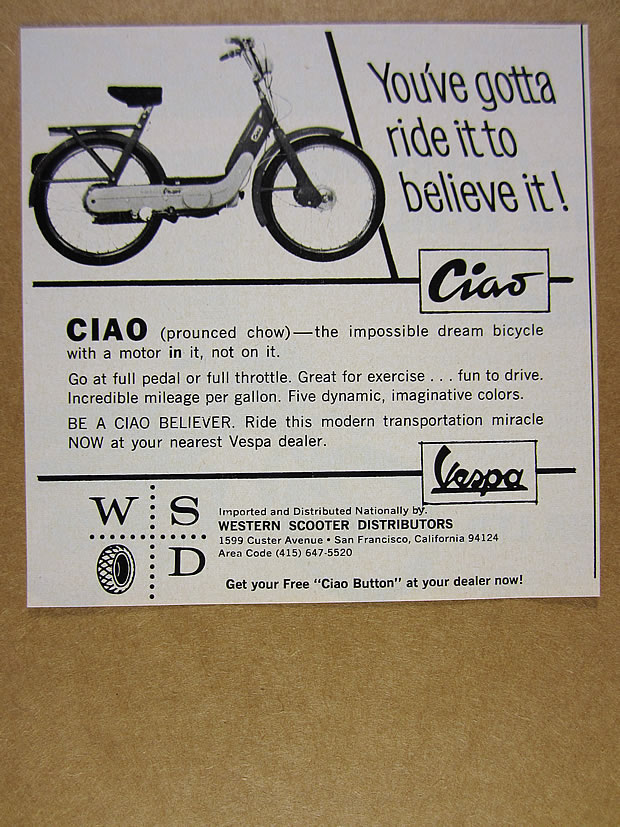 You've gotta
ride it to
believe it!
Ciao
CIAO (prounced chow)—the impossible dream bicycle
with a motor in it, not on it.
Go at full pedal or full throttle. Great for exercise . . . fun to drive.
Incredible mileage per gallon. Five dynamic, imaginative colors.
BE A CIAO BELIEVER. Ride this modern transportation miracle
NOW at your nearest Vespa dealer.
Vespa
W S
D
Imported and Distributed Nationally by:
WESTERN SCOOTER DISTRIBUTORS
1599 Custer Avenue • San Francisco, California 94124
Area Code (415) 647-5520
Get your Free "Ciao Button" at your dealer now!